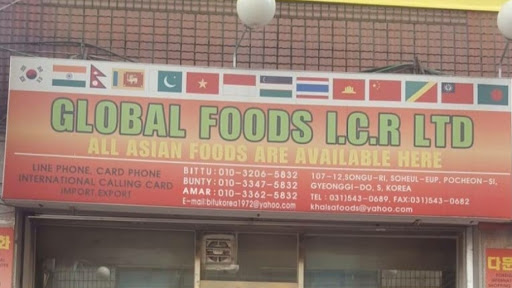 GLOBAL FOODS I.C.R LTD
ALL ASIAN FOODS ARE AVAILABLE HERE
LINE PHONE, CARD PHONE
INTERNATIONAL CALLING CARD
IMPORT.EXPORT
BITTU:010-3206-5832
BUNTY:010-3347-5832
AMAR:010-3362-5832
E-mail:bitukorea1972@yahoo.com
107-12,SONGU-RI, SOHEUL-EUP, POCHEON-SI,
GYEONGGI-DO, S, KOREA
TEL:031)543-0689, FAX:031)543-0682
khalsafoods@yahoo.com